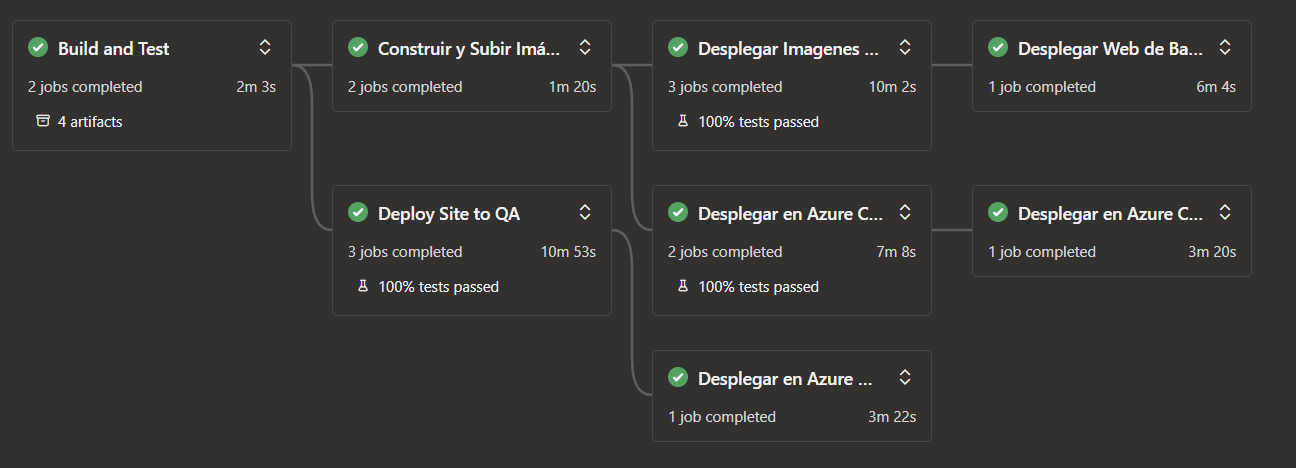 Build and Test
2 jobs completed 2m 3s
4 artifacts
Construir y Subir Imá...
2 jobs completed 1m 20s
Desplegar Imagenes ...
3 jobs completed 10m 2s
100% tests passed
Desplegar Web de Ba...
1 job completed 6m 4s
Deploy Site to QA
3 jobs completed 10m 53s
100% tests passed
Desplegar en Azure C...
2 jobs completed 7m 8s
100% tests passed
Desplegar en Azure C...
1 job completed 3m 20s
Desplegar en Azure ...
1 job completed 3m 22s